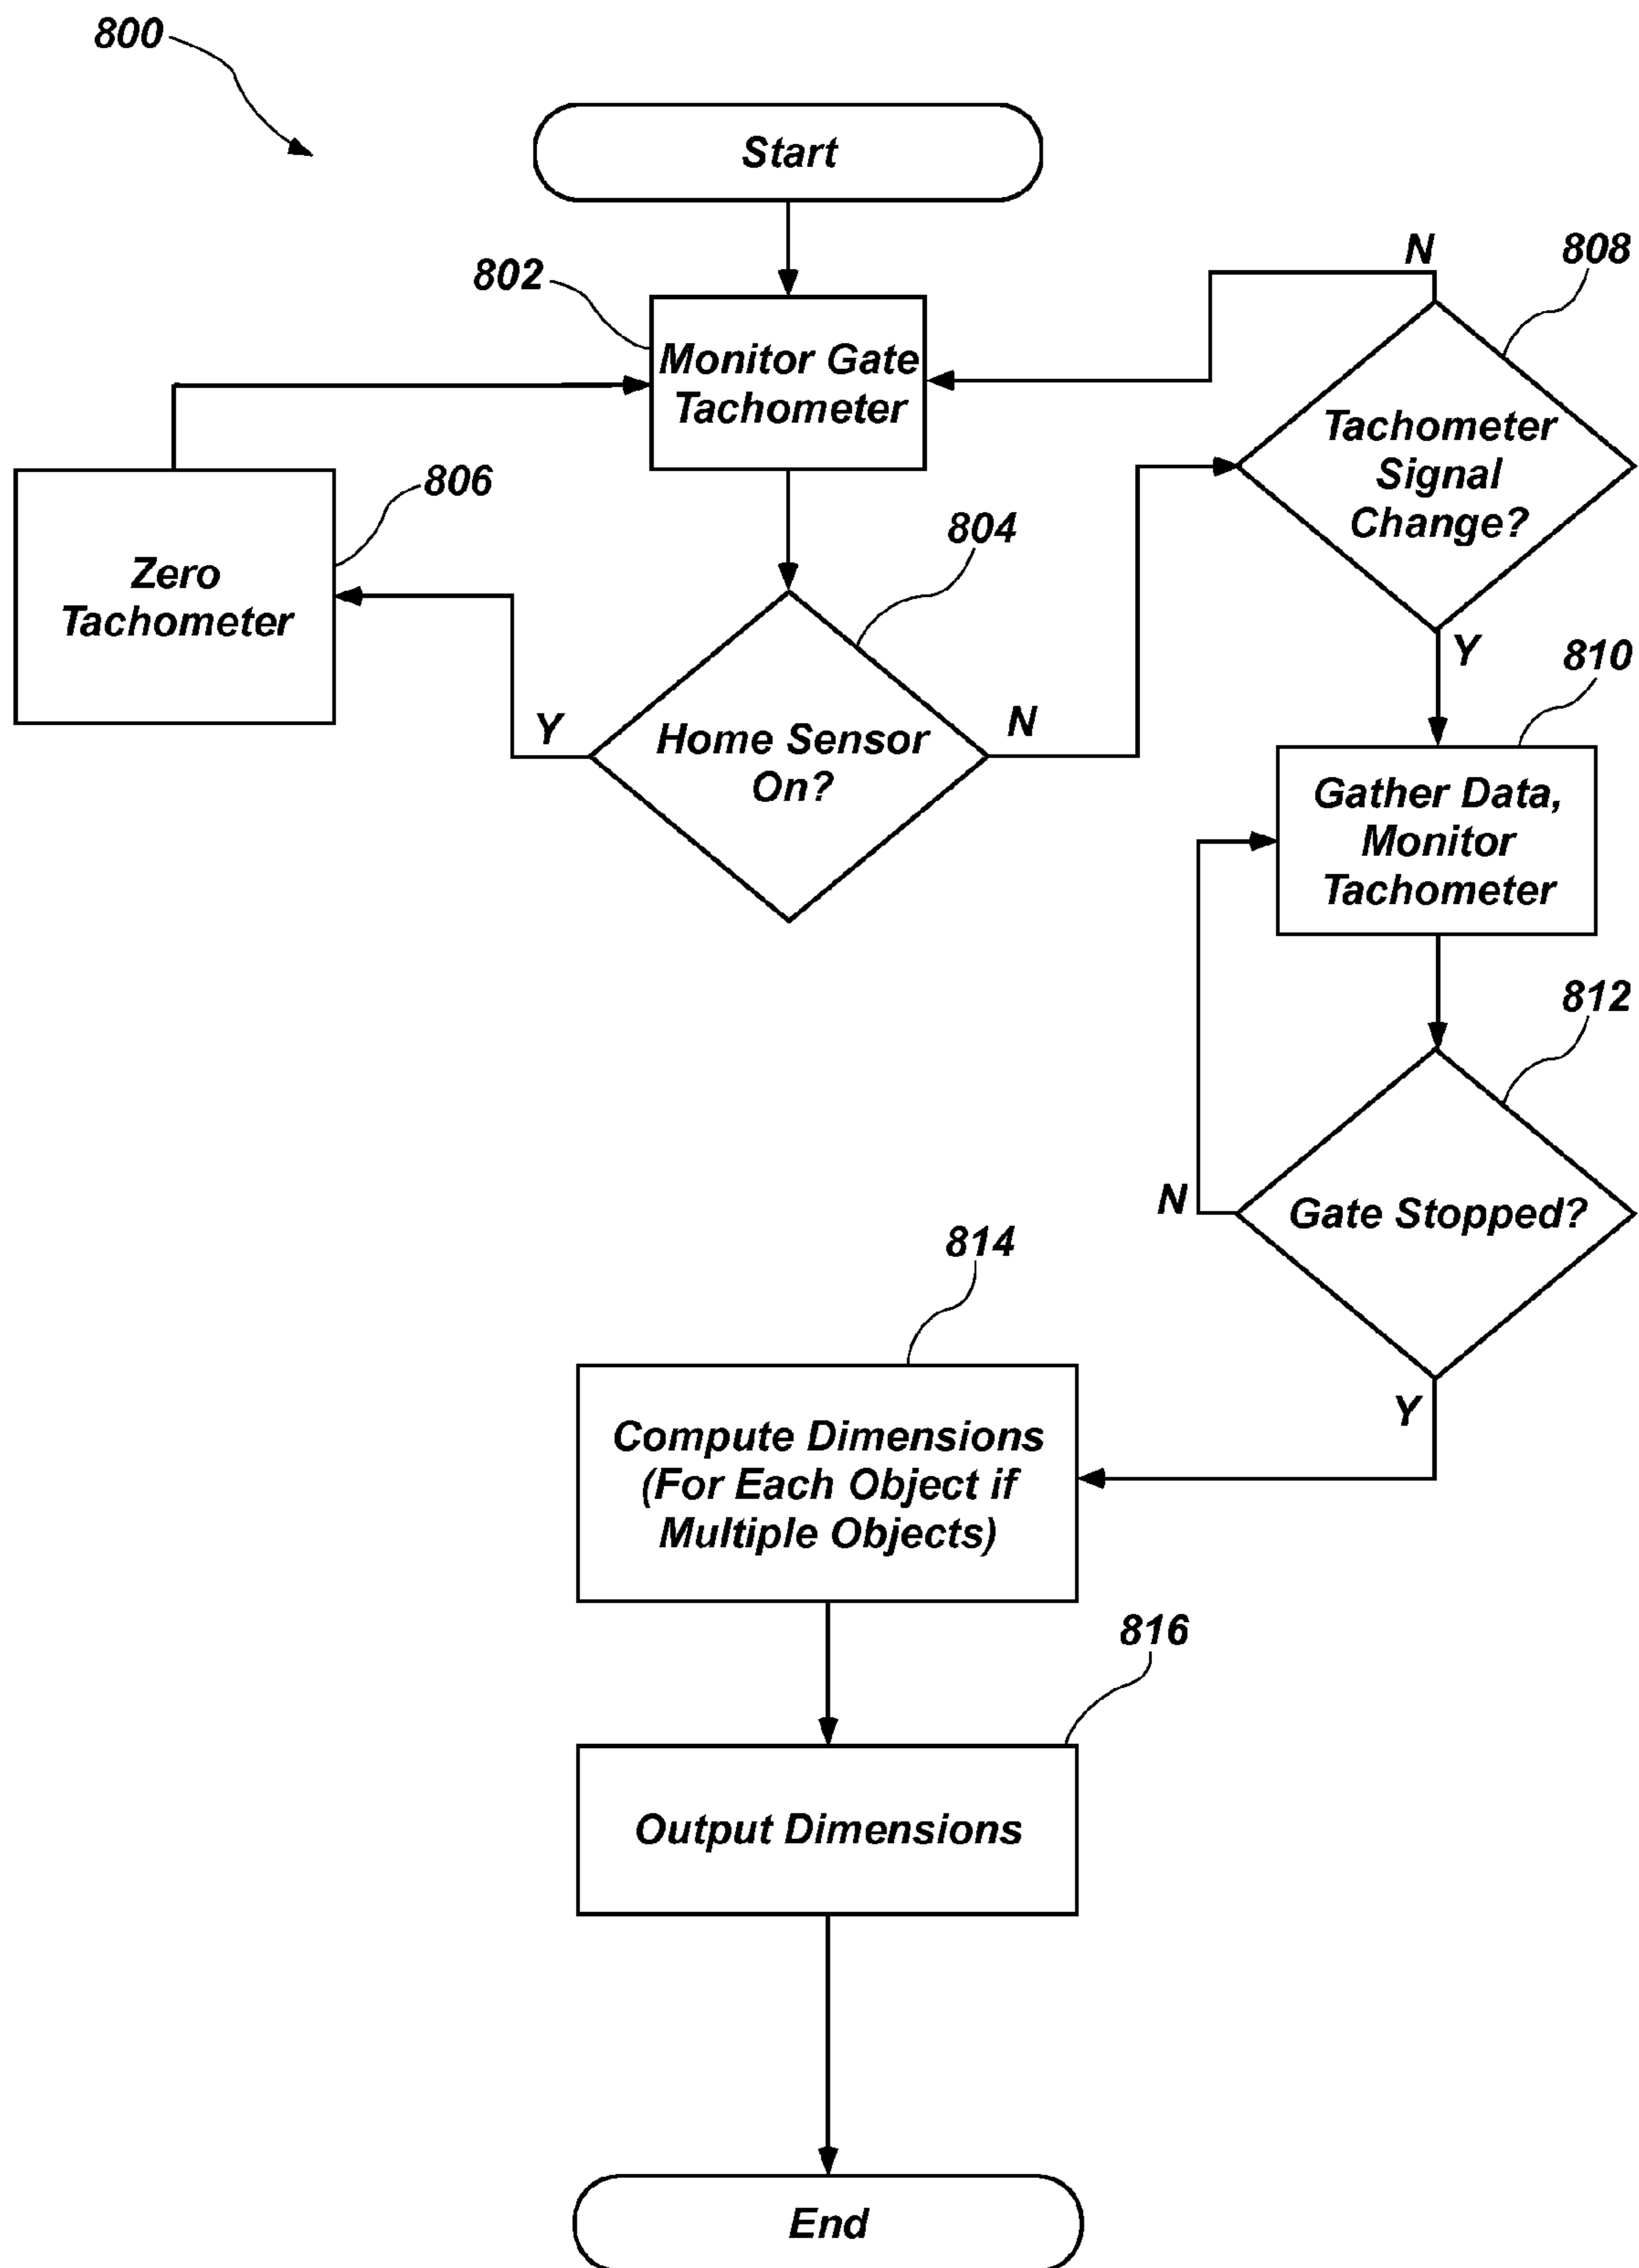 800
Start
802
Monitor Gate
Tachometer
N
808
Tachometer
Signal
Change?
806
Zero
Tachometer
804
Home Sensor
On?
Y
N
Y
810
Gather Data,
Monitor
Tachometer
812
Gate Stopped?
N
Y
814
Compute Dimensions
(For Each Object if
Multiple Objects)
816
Output Dimensions
End